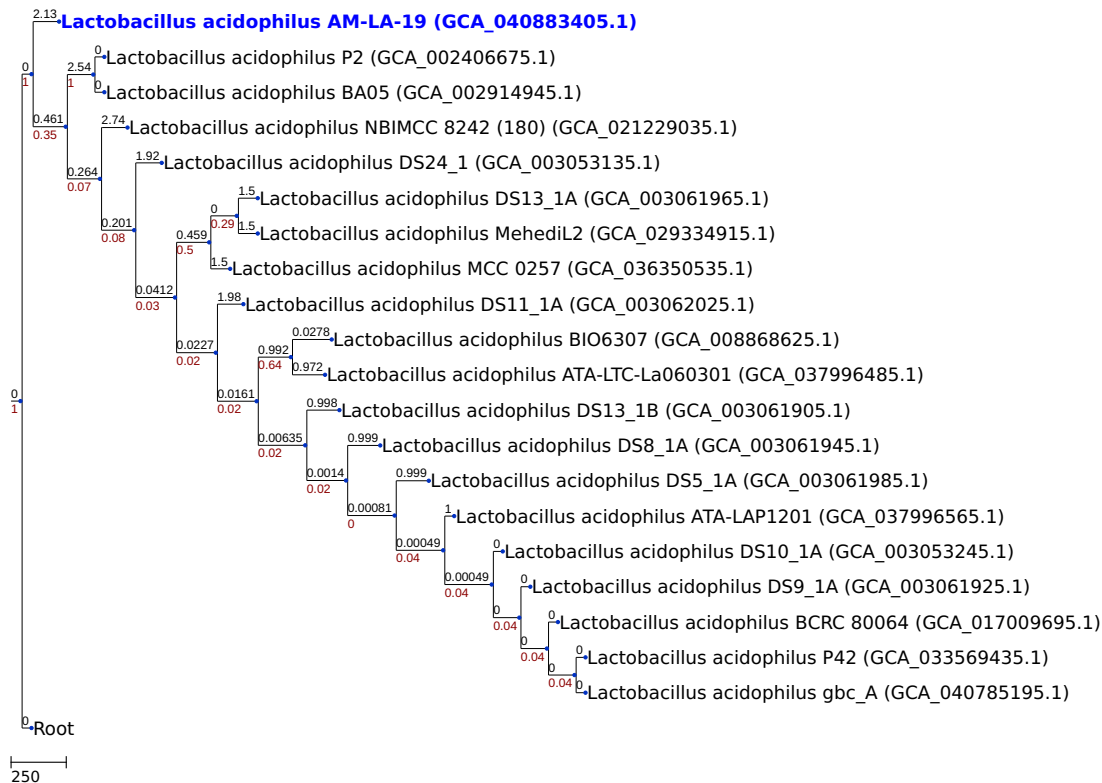 2.13 Lactobacillus acidophilus AM-LA-19 (GCA_040883405.1)
0 Lactobacillus acidophilus P2 (GCA_002406675.1)
0 2.54
1 1
0 Lactobacillus acidophilus BA05 (GCA_002914945.1)
0.461 2.74 Lactobacillus acidophilus NBIMCC 8242 (180) (GCA_021229035.1)
0.35
1.92 Lactobacillus acidophilus DS24_1 (GCA_003053135.1)
0.264
0.07
1.5 Lactobacillus acidophilus DS13_1A (GCA_003061965.1)
0
0.29
0.201 0.459 1.5 Lactobacillus acidophilus MehediL2 (GCA_029334915.1)
0.08 0.5
1.5 Lactobacillus acidophilus MCC 0257 (GCA_036350535.1)
0.0412 1.98 Lactobacillus acidophilus DS11_1A (GCA_003062025.1)
0.03
0.0278 Lactobacillus acidophilus BIO6307 (GCA_008868625.1)
0.0227 0.992
0.02 0.64
0.972 Lactobacillus acidophilus ATA-LTC-La060301 (GCA_037996485.1)
0 0.0161 0.998 Lactobacillus acidophilus DS13_1B (GCA_003061905.1)
1 0.02
0.00635 0.999 Lactobacillus acidophilus DS8_1A (GCA_003061945.1)
0.02
0.0014 0.999 Lactobacillus acidophilus DS5_1A (GCA_003061985.1)
0.02
0.00081 1 Lactobacillus acidophilus ATA-LAP1201 (GCA_037996565.1)
0
0.00049 0 Lactobacillus acidophilus DS10_1A (GCA_003053245.1)
0.04
0.00049 0 Lactobacillus acidophilus DS9_1A (GCA_003061925.1)
0.04
0 0 Lactobacillus acidophilus BCRC 80064 (GCA_017009695.1)
0.04
0 0 Lactobacillus acidophilus P42 (GCA_033569435.1)
0.04
0 0 Lactobacillus acidophilus gbc_A (GCA_040785195.1)
0.04
0 Root
250